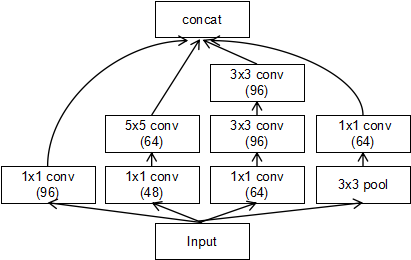 concat
3x3 conv
(96)
5x5 conv
(64)
3x3 conv
(96)
1x1 conv
(64)
1x1 conv
(96)
1x1 conv
(48)
1x1 conv
(64)
3x3 pool
Input